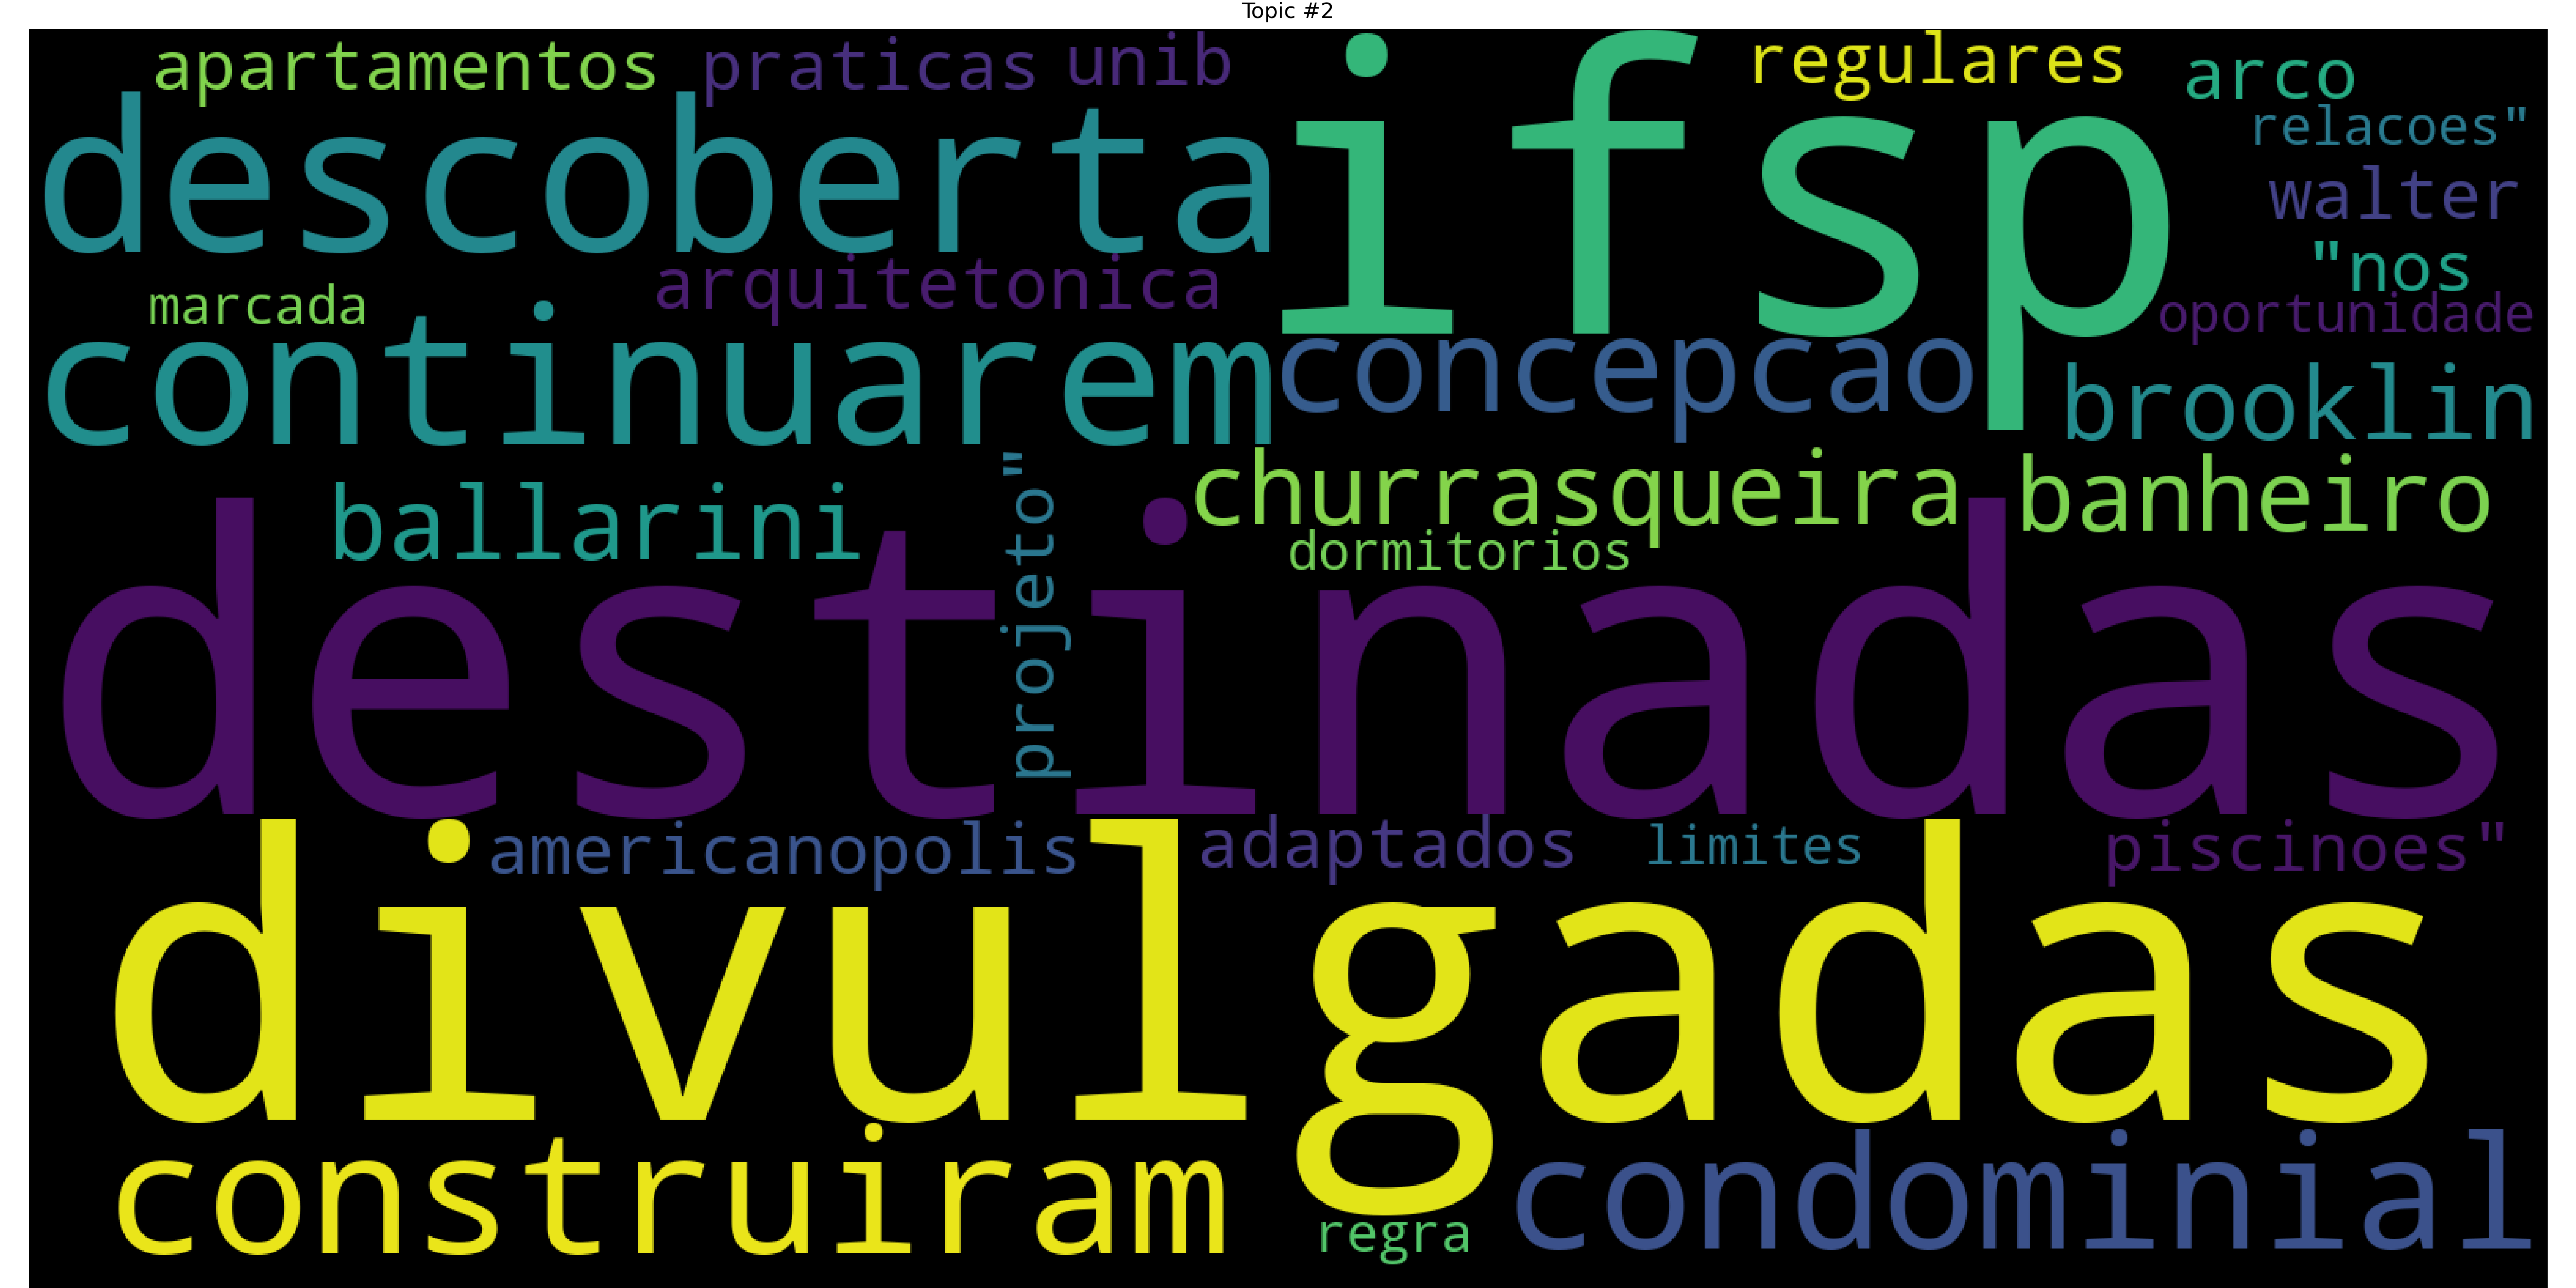 Topic #2
apartamentos praticas unib regulares arco
relacoes"
descoberta ifsp walter
"nos
marcada arquitetonica oportunidade
continuarem concepcao brooklin
ballarini churrasqueira banheiro
projeto" dormitorios
destinadas
americanopolis adaptados limites piscinoes"
divulgadas
construiram regra condominial